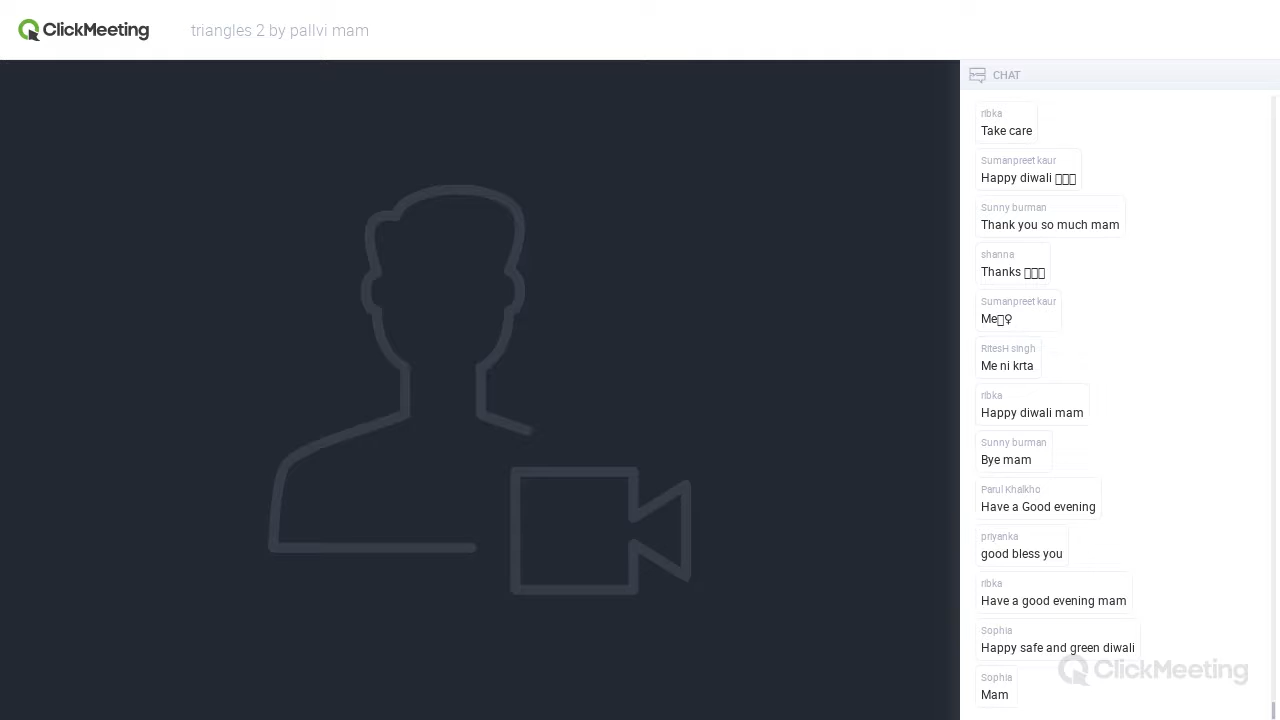 ClickMeeting
triangles 2 by pallvi mam
CHAT
ribka
Take care
Sumanpreet kaur
Happy diwali
Sunny burman
Thank you so much mam
shanna
Thanks
Sumanpreet kaur
Me♀
RitesH singh
Me ni krta
ribka
Happy diwali mam
Sunny burman
Bye mam
Parul Khalkho
Have a Good evening
priyanka
good bless you
ribka
Have a good evening mam
Sophia
Happy safe and green diwali
ClickMeeting
Sophia
Mam